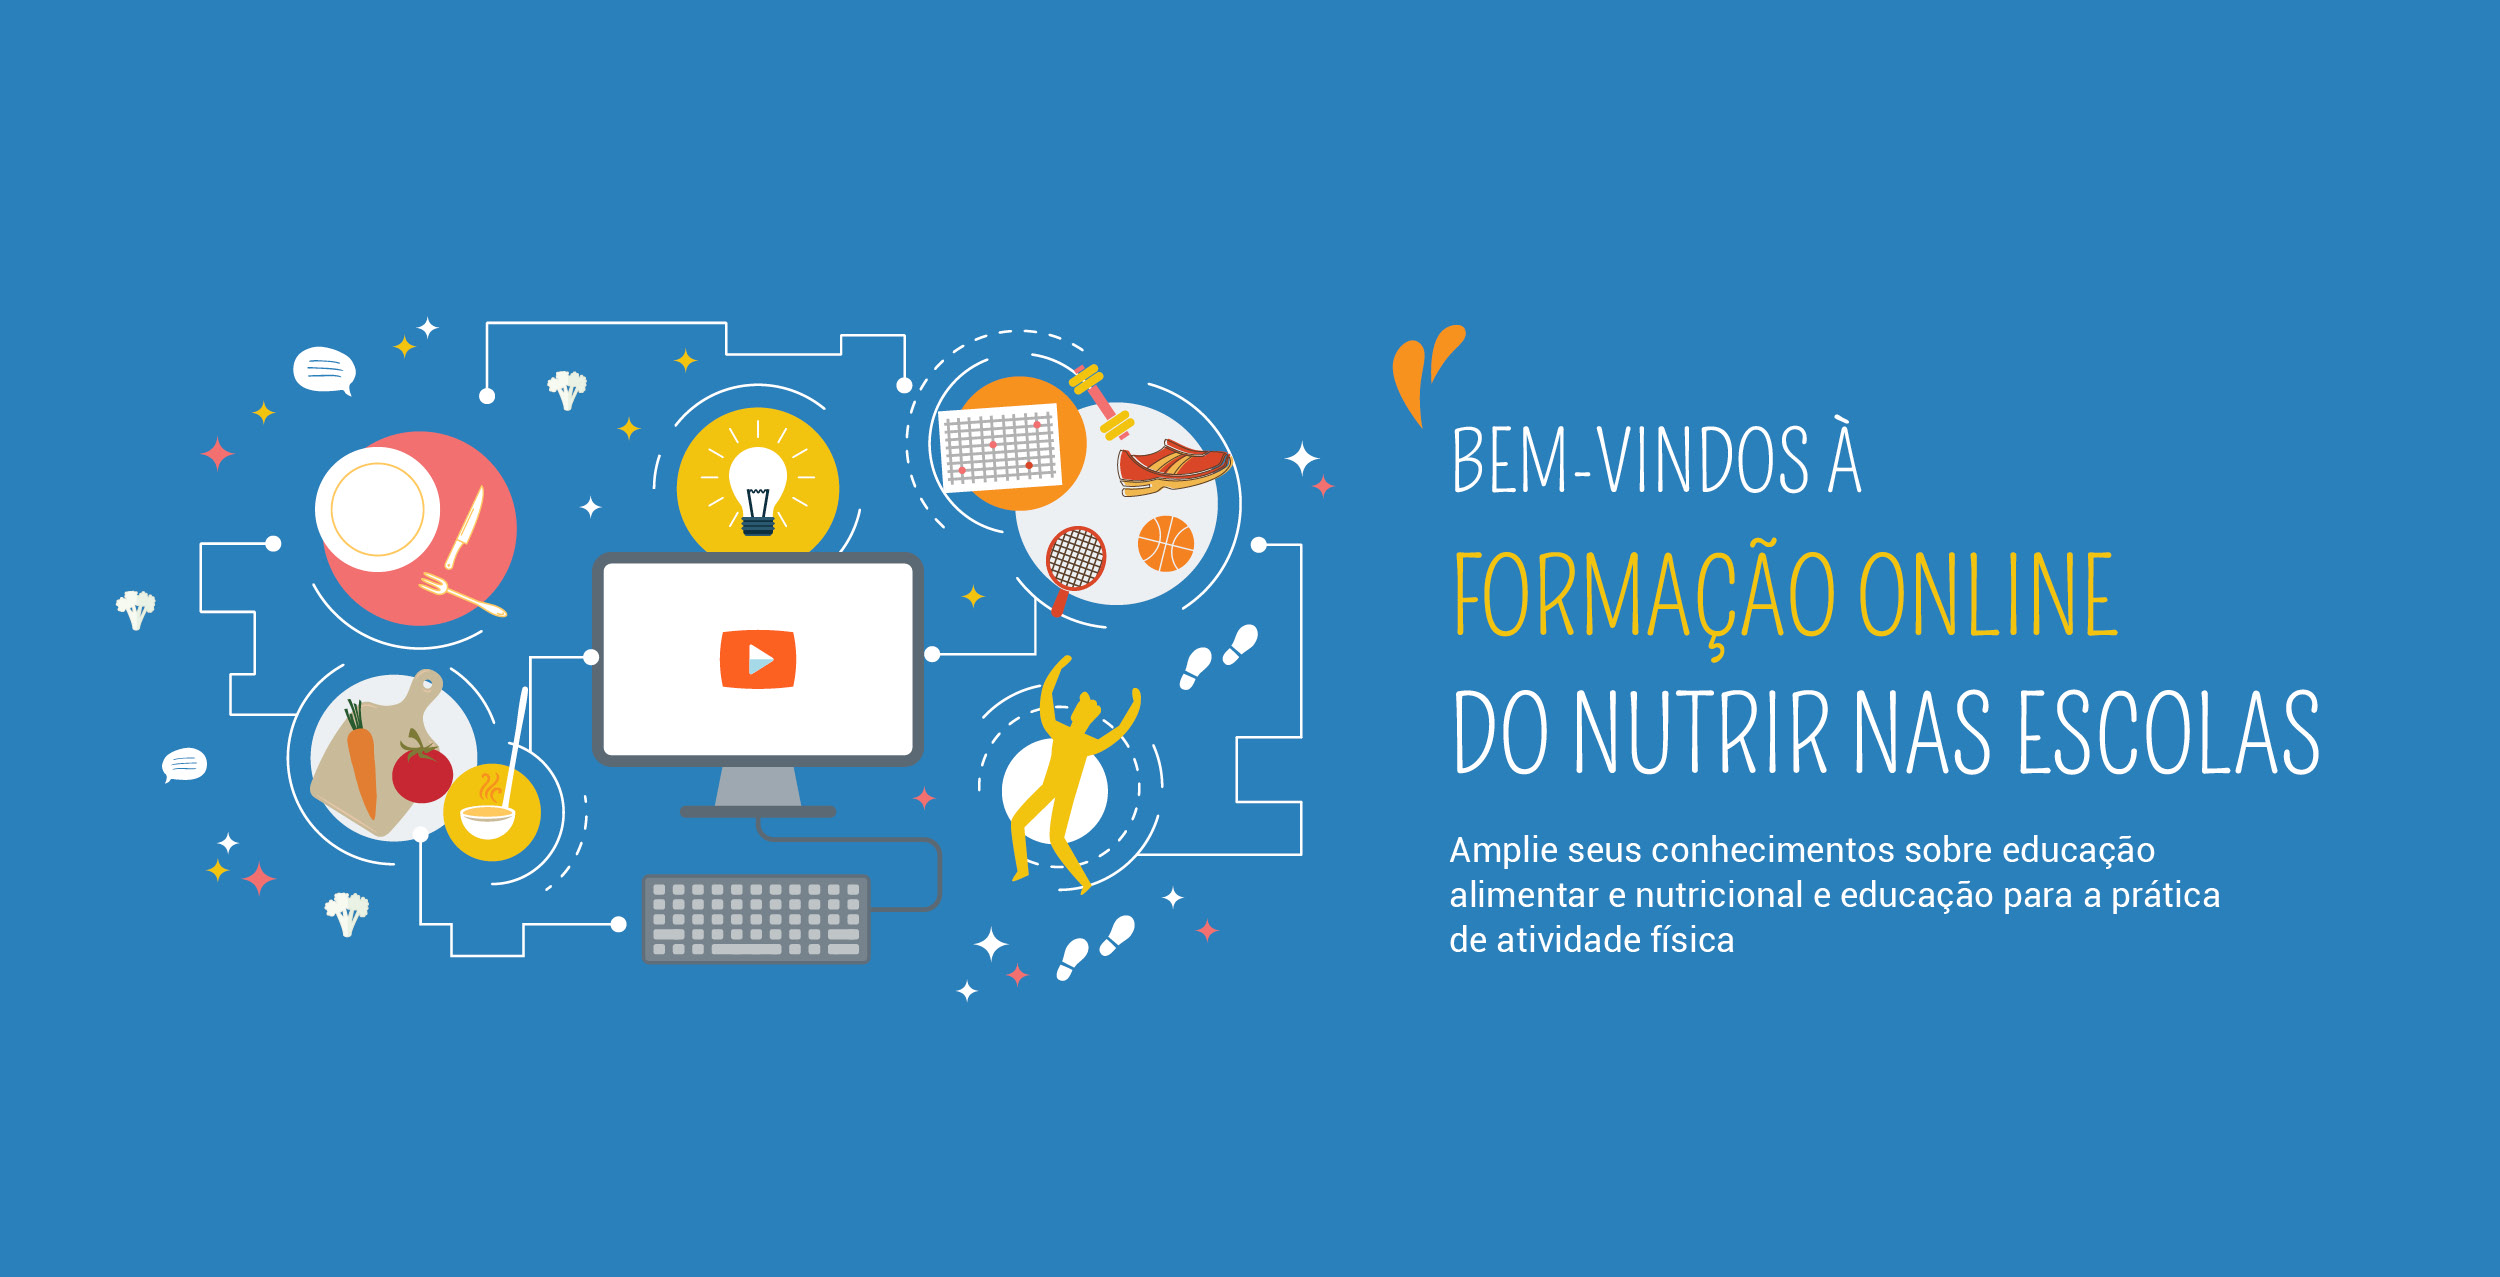 BEM-VINDOS À
FORMAÇÃO ONLINE
DO NUTRIR NAS ESCOLAS
Amplie seus conhecimentos sobre educação
alimentar e nutricional e educação para a prática
de atividade física